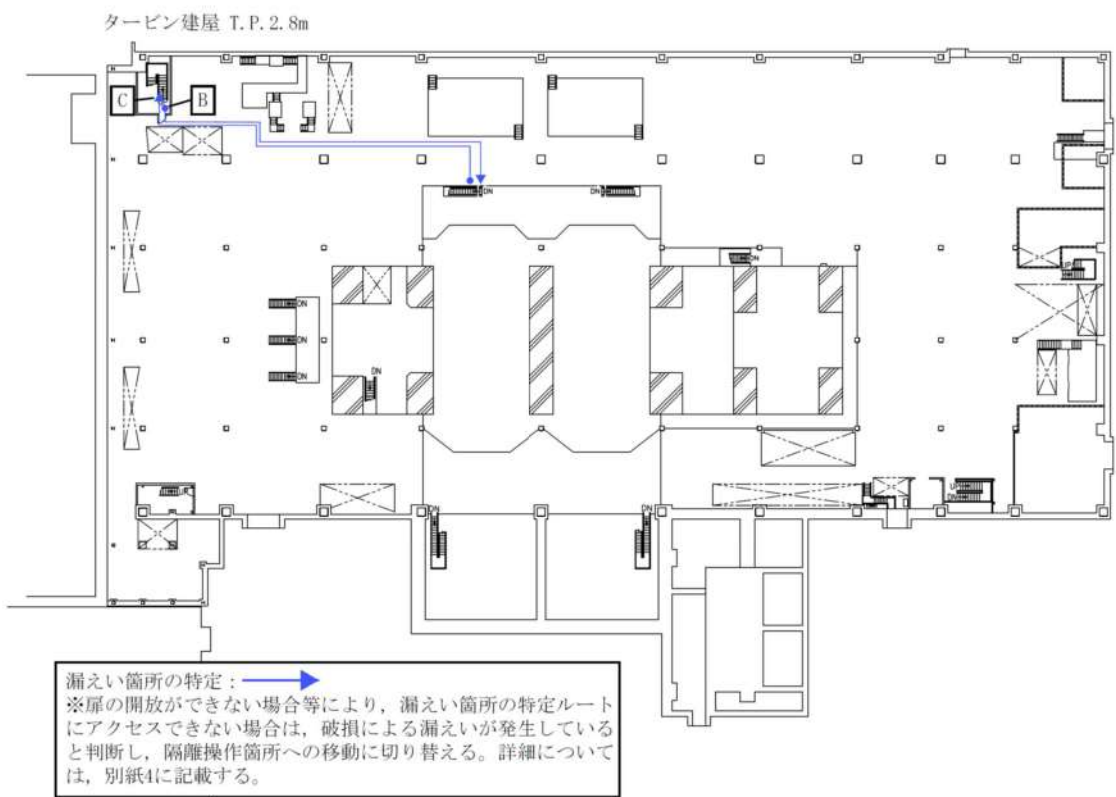 タービン建屋 T.P.2.8m
C
B
DN
DN
DN
UP
DN
DN
DN
DN
DN
UP
DN
DN
DN
漏えい箇所の特定：
※扉の開放ができない場合等により，漏えい箇所の特定ルート
にアクセスできない場合は，破損による漏えいが発生している
と判断し，隔離操作箇所への移動に切り替える。詳細について
は，別紙4に記載する。